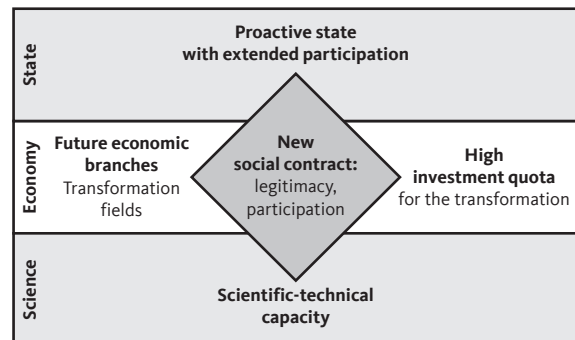 State
Proactive state
with extended participation
Economy
Future economic
branches
Transformation
fields
New
social contract:
legitimacy,
participation
High
investment quota
for the transformation
Science
Scientific-technical
capacity